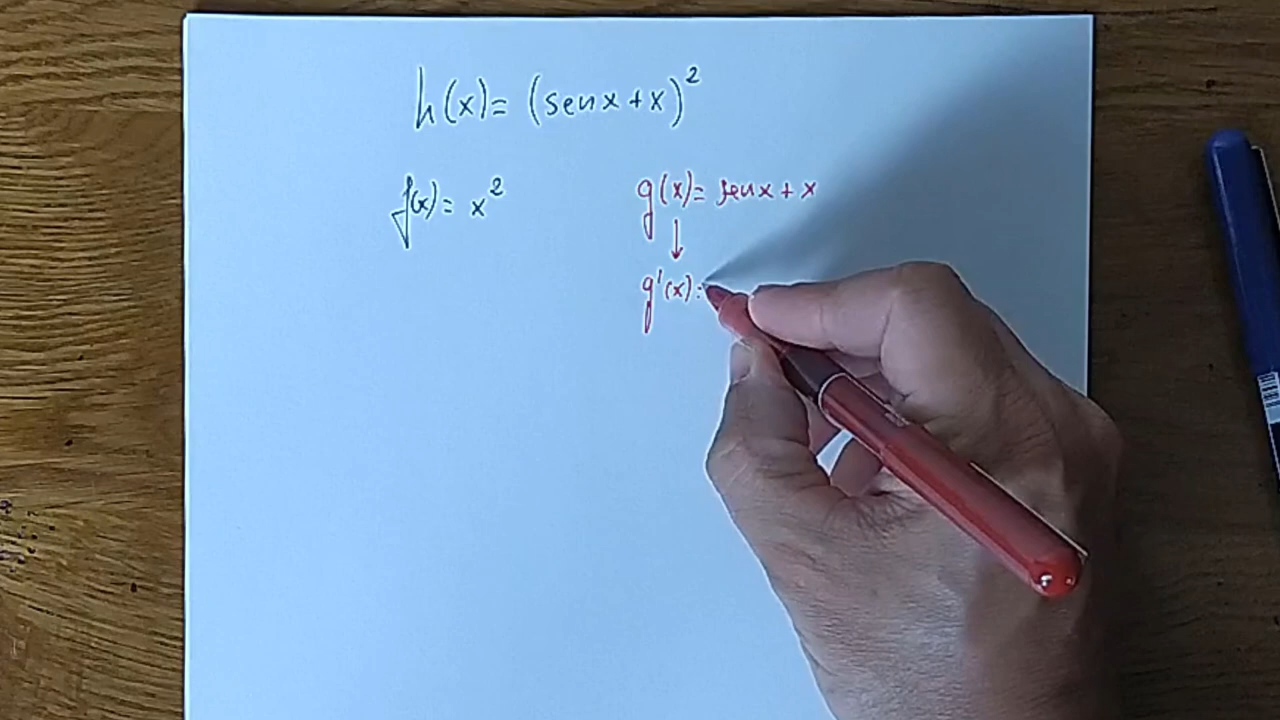 h(x)= (sen x + x)²
f(x)= x²
g(x)= sen x + x
↓
g'(x)=